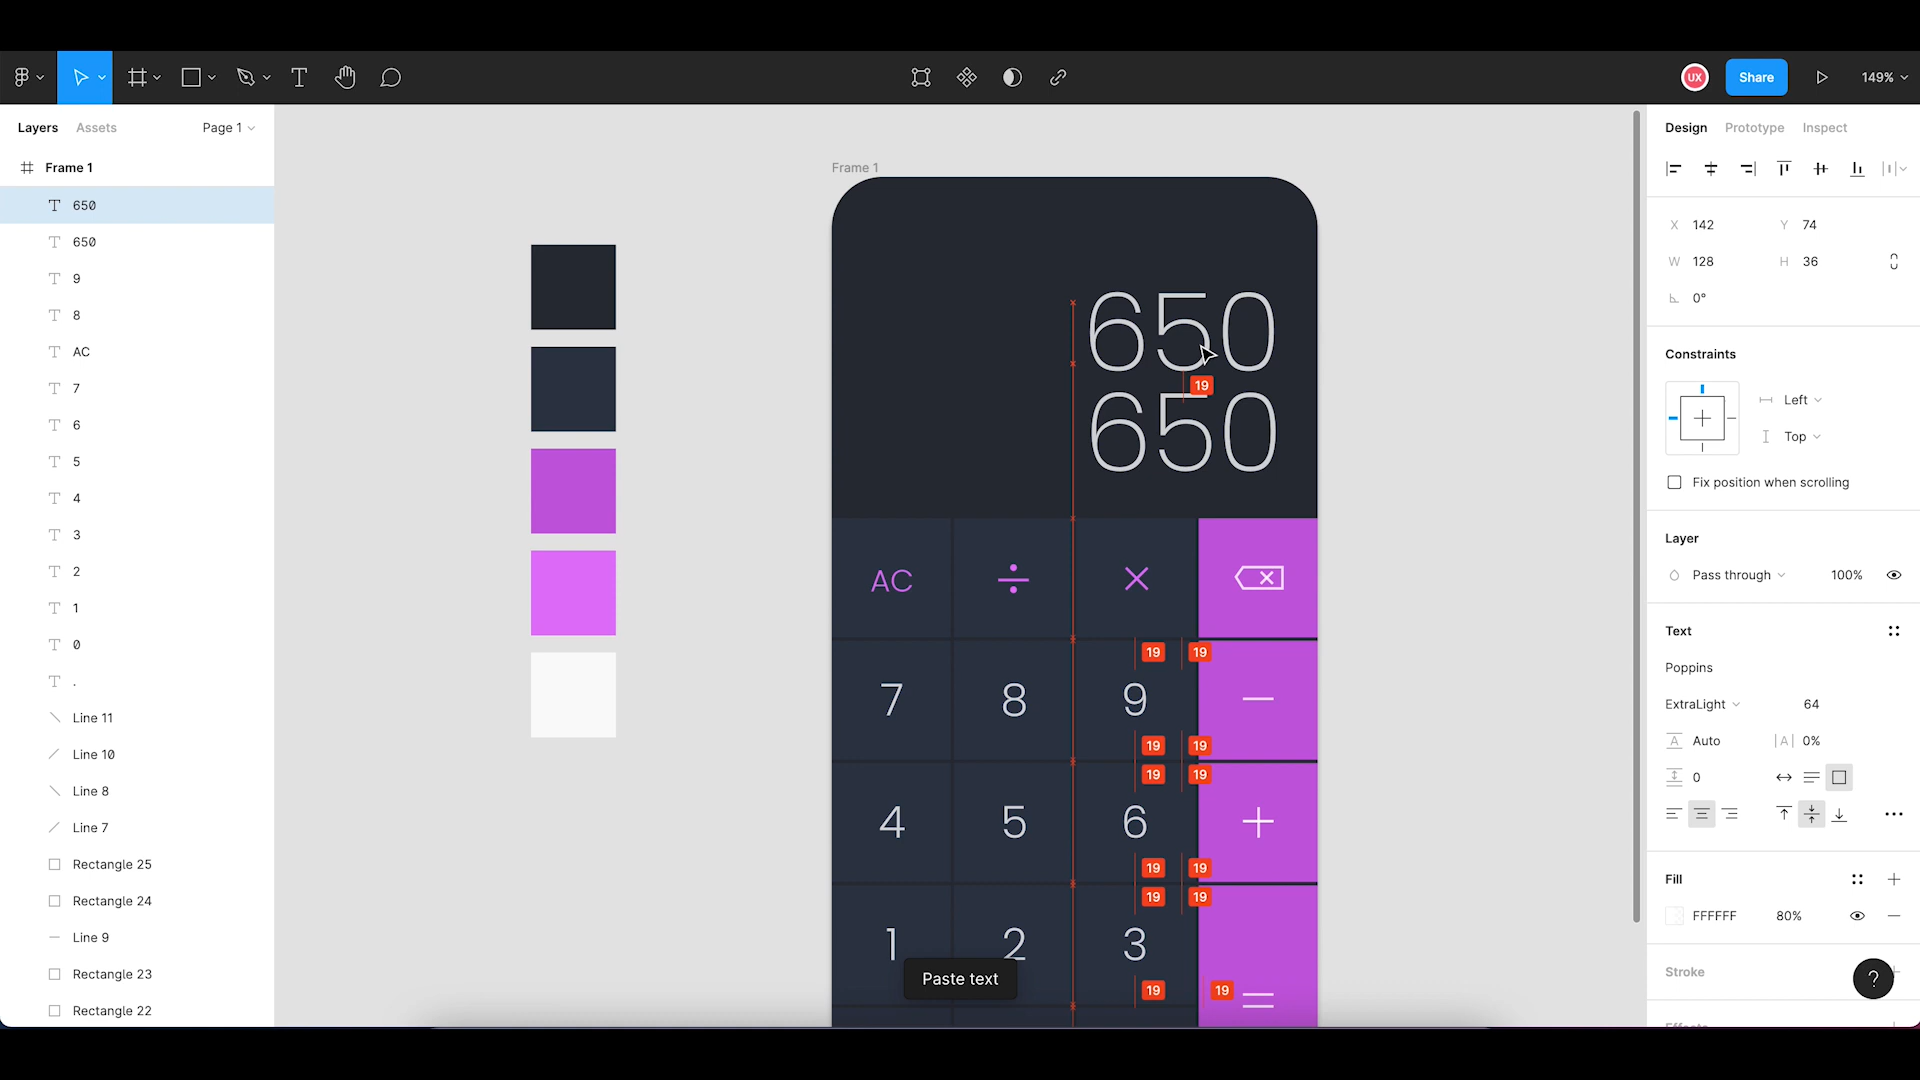 UX
Share
149%
Layers
Assets
Page 1
Design
Prototype
Inspect
Frame 1
650
650
9
8
AC
7
6
5
4
3
2
1
0
.
Line 11
Line 10
Line 8
Line 7
Rectangle 25
Rectangle 24
Line 9
Rectangle 23
Rectangle 22
Frame 1
650
19
650
AC
÷
×
19 19
7
8
9
−
19 19
19 19
4
5
6
+
19 19
19 19
1
2
3
19 19
=
Paste text
X 142
Y 74
W 128
H 36
0°
Constraints
Left
Top
Fix position when scrolling
Layer
Pass through
100%
Text
Poppins
ExtraLight
64
A Auto
|A| 0%
0
Fill
FFFFFF
80%
Stroke
?